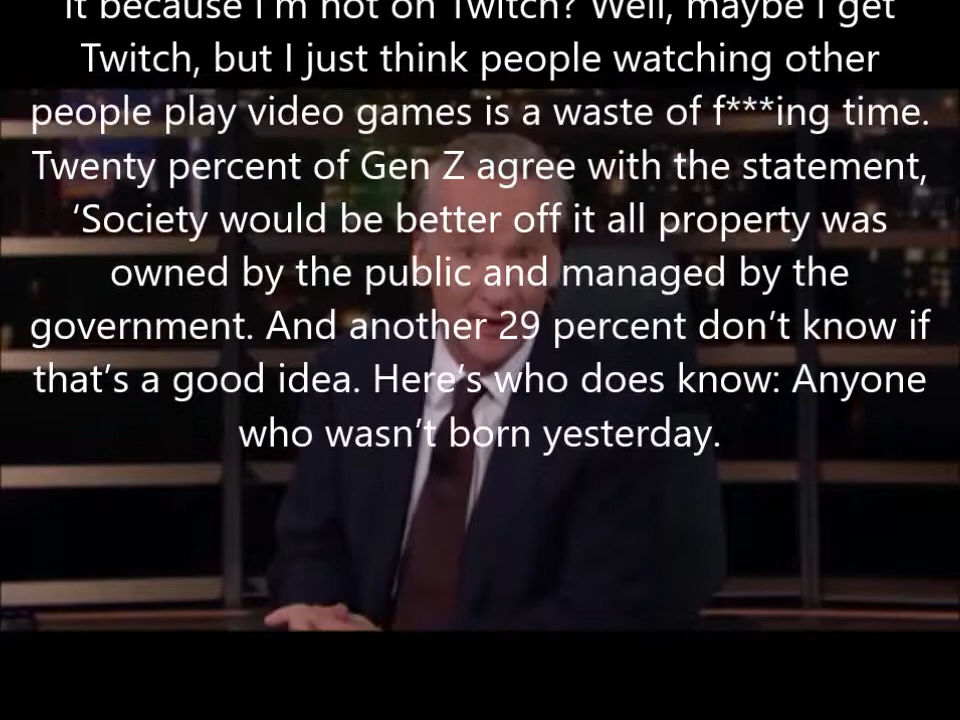 it because I'm not on Twitch? Well, maybe I get
Twitch, but I just think people watching other
people play video games is a waste of f***ing time.
Twenty percent of Gen Z agree with the statement,
‘Society would be better off it all property was
owned by the public and managed by the
government. And another 29 percent don’t know if
that’s a good idea. Here’s who does know: Anyone
who wasn’t born yesterday.